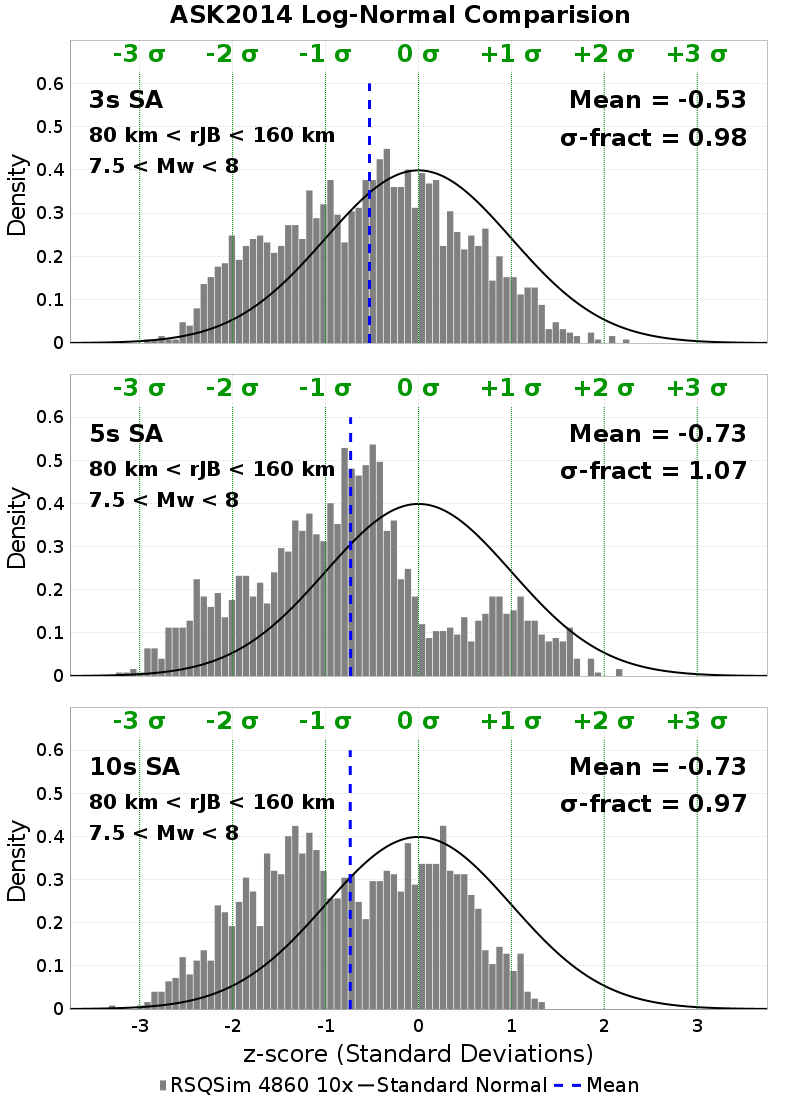 ASK2014 Log-Normal Comparision
-3 σ -2 σ -1 σ 0 σ +1 σ +2 σ +3 σ
3s SA
80 km < rJB < 160 km
7.5 < Mw < 8
Mean = -0.53
σ-fract = 0.98
Density
0.6
0.5
0.4
0.3
0.2
0.1
0
-3 σ -2 σ -1 σ 0 σ +1 σ +2 σ +3 σ
5s SA
80 km < rJB < 160 km
7.5 < Mw < 8
Mean = -0.73
σ-fract = 1.07
Density
0.6
0.5
0.4
0.3
0.2
0.1
0
-3 σ -2 σ -1 σ 0 σ +1 σ +2 σ +3 σ
10s SA
80 km < rJB < 160 km
7.5 < Mw < 8
Mean = -0.73
σ-fract = 0.97
Density
0.6
0.5
0.4
0.3
0.2
0.1
0
-3 -2 -1 0 1 2 3
z-score (Standard Deviations)
RSQSim 4860 10x Standard Normal Mean